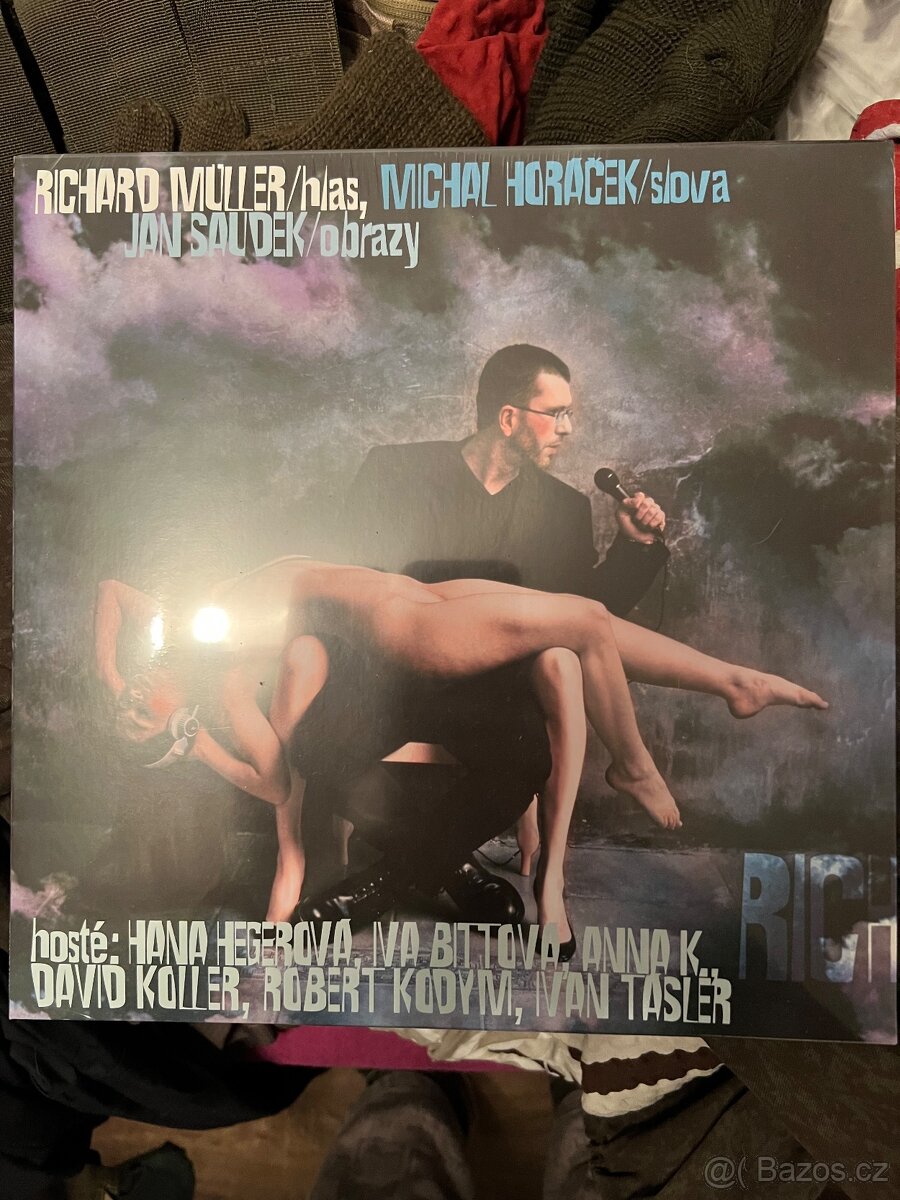 RICHARD MÜLLER/hlas, MICHAL HORÁČEK/slova
JAN SAUDEK/obrazy
RICH
hosté: HANA HEGEROVÁ, IVA BITTOVÁ, ANNA K.,
DAVID KOLLER, ROBERT KODYM, IVAN TÁSLER
@( Bazos.cz